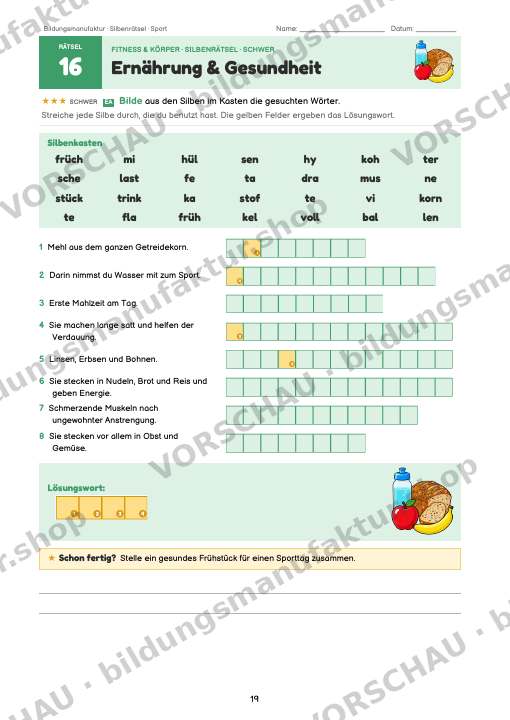 Bildungsmanufaktur · Silbenrätsel · Sport
Name: Datum:
RÄTSEL
16
FITNESS & KÖRPER · SILBENRÄTSEL · SCHWER
Ernährung & Gesundheit
★★★ SCHWER EA Bilde aus den Silben im Kasten die gesuchten Wörter.
Streiche jede Silbe durch, die du benutzt hast. Die gelben Felder ergeben das Lösungswort.
Silbenkasten
früch mi hül sen hy koh ter
sche last fe ta dra mus ne
stück trink ka stof te vi korn
te fla früh kel voll bal len
1 Mehl aus dem ganzen Getreidekorn.
2 Darin nimmst du Wasser mit zum Sport.
3 Erste Mahlzeit am Tag.
4 Sie machen lange satt und helfen der
Verdauung.
5 Linsen, Erbsen und Bohnen.
6 Sie stecken in Nudeln, Brot und Reis und
geben Energie.
7 Schmerzende Muskeln nach
ungewohnter Anstrengung.
8 Sie stecken vor allem in Obst und
Gemüse.
Lösungswort:
1 2 3 4
★ Schon fertig? Stelle ein gesundes Frühstück für einen Sporttag zusammen.
19
VORSCHAU · bildungsmanufaktur.shop